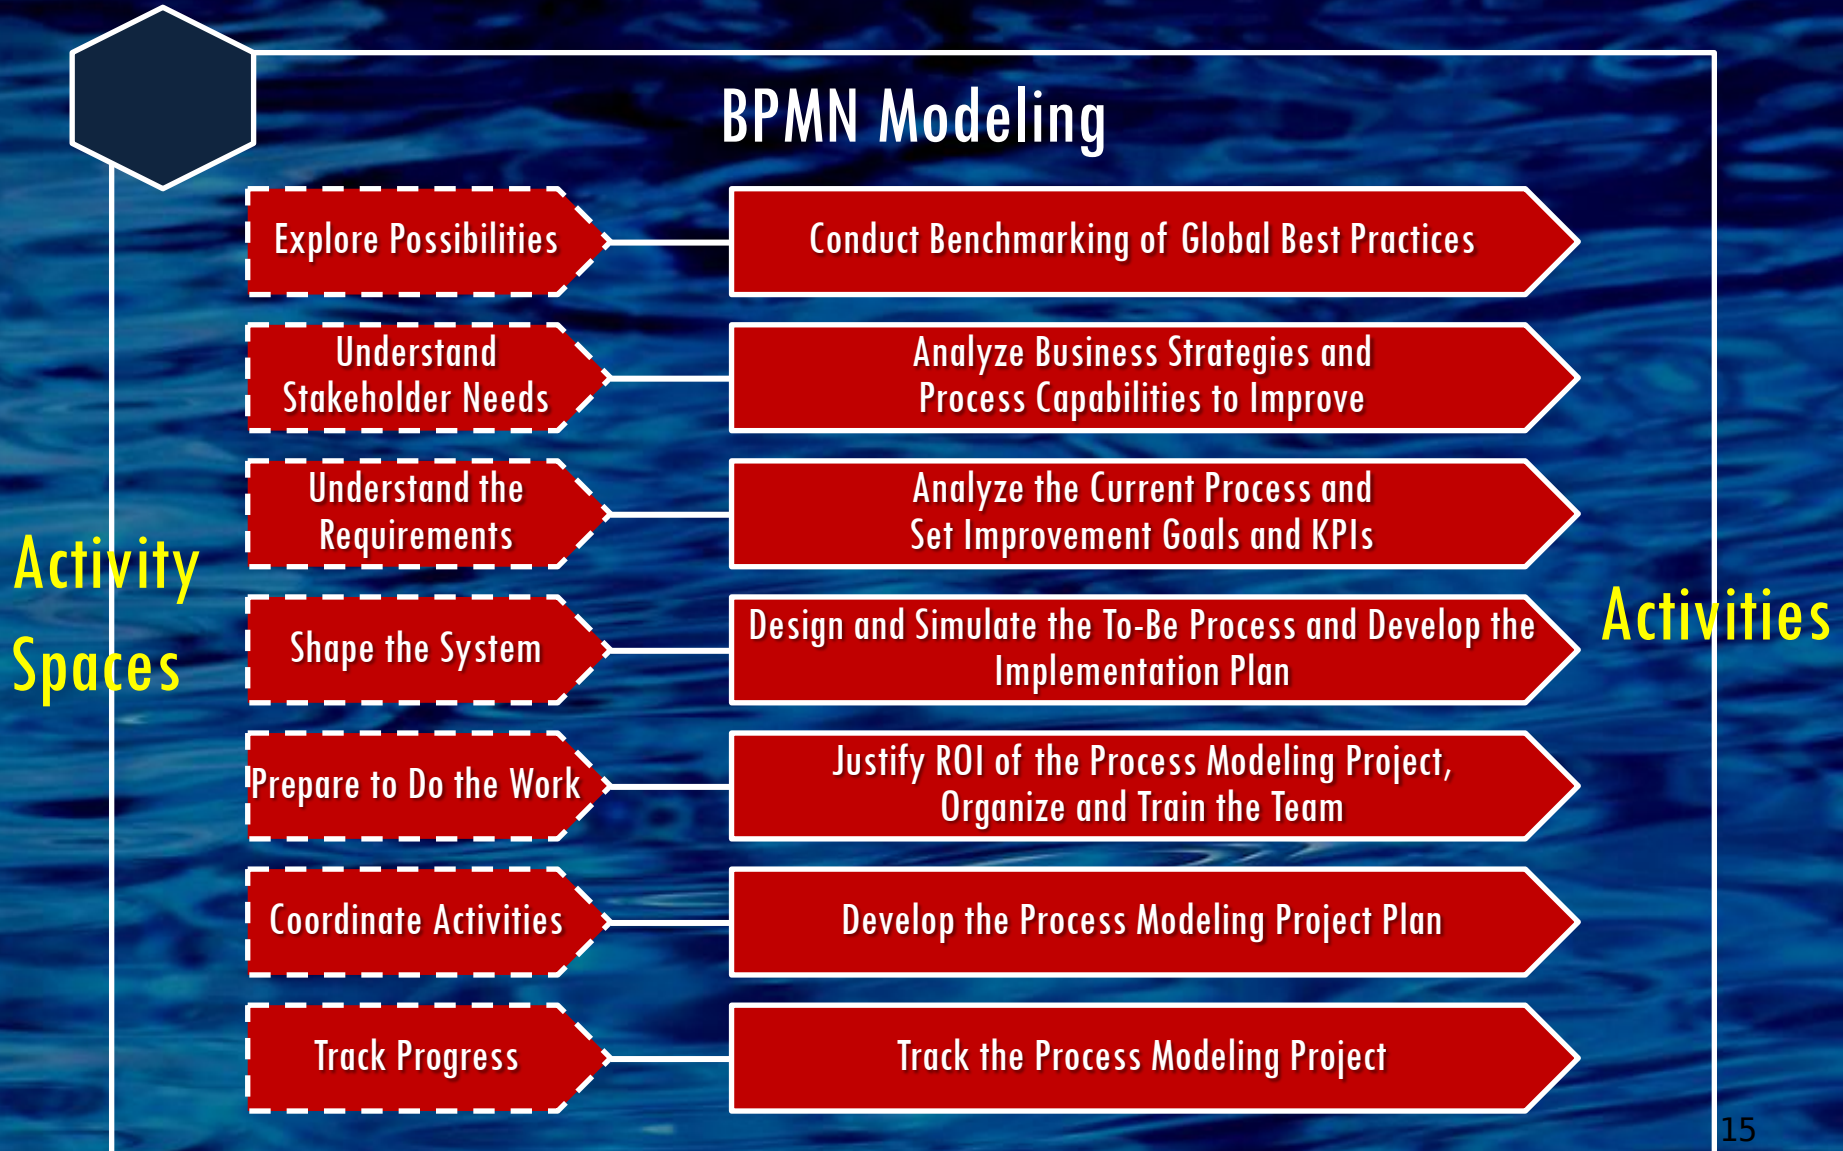 BPMN Modeling
Explore Possibilities
Conduct Benchmarking of Global Best Practices
Understand
Stakeholder Needs
Analyze Business Strategies and
Process Capabilities to Improve
Understand the
Requirements
Analyze the Current Process and
Set Improvement Goals and KPIs
Activity
Spaces
Shape the System
Design and Simulate the To-Be Process and Develop the
Implementation Plan
Activities
Prepare to Do the Work
Justify ROI of the Process Modeling Project,
Organize and Train the Team
Coordinate Activities
Develop the Process Modeling Project Plan
Track Progress
Track the Process Modeling Project
15